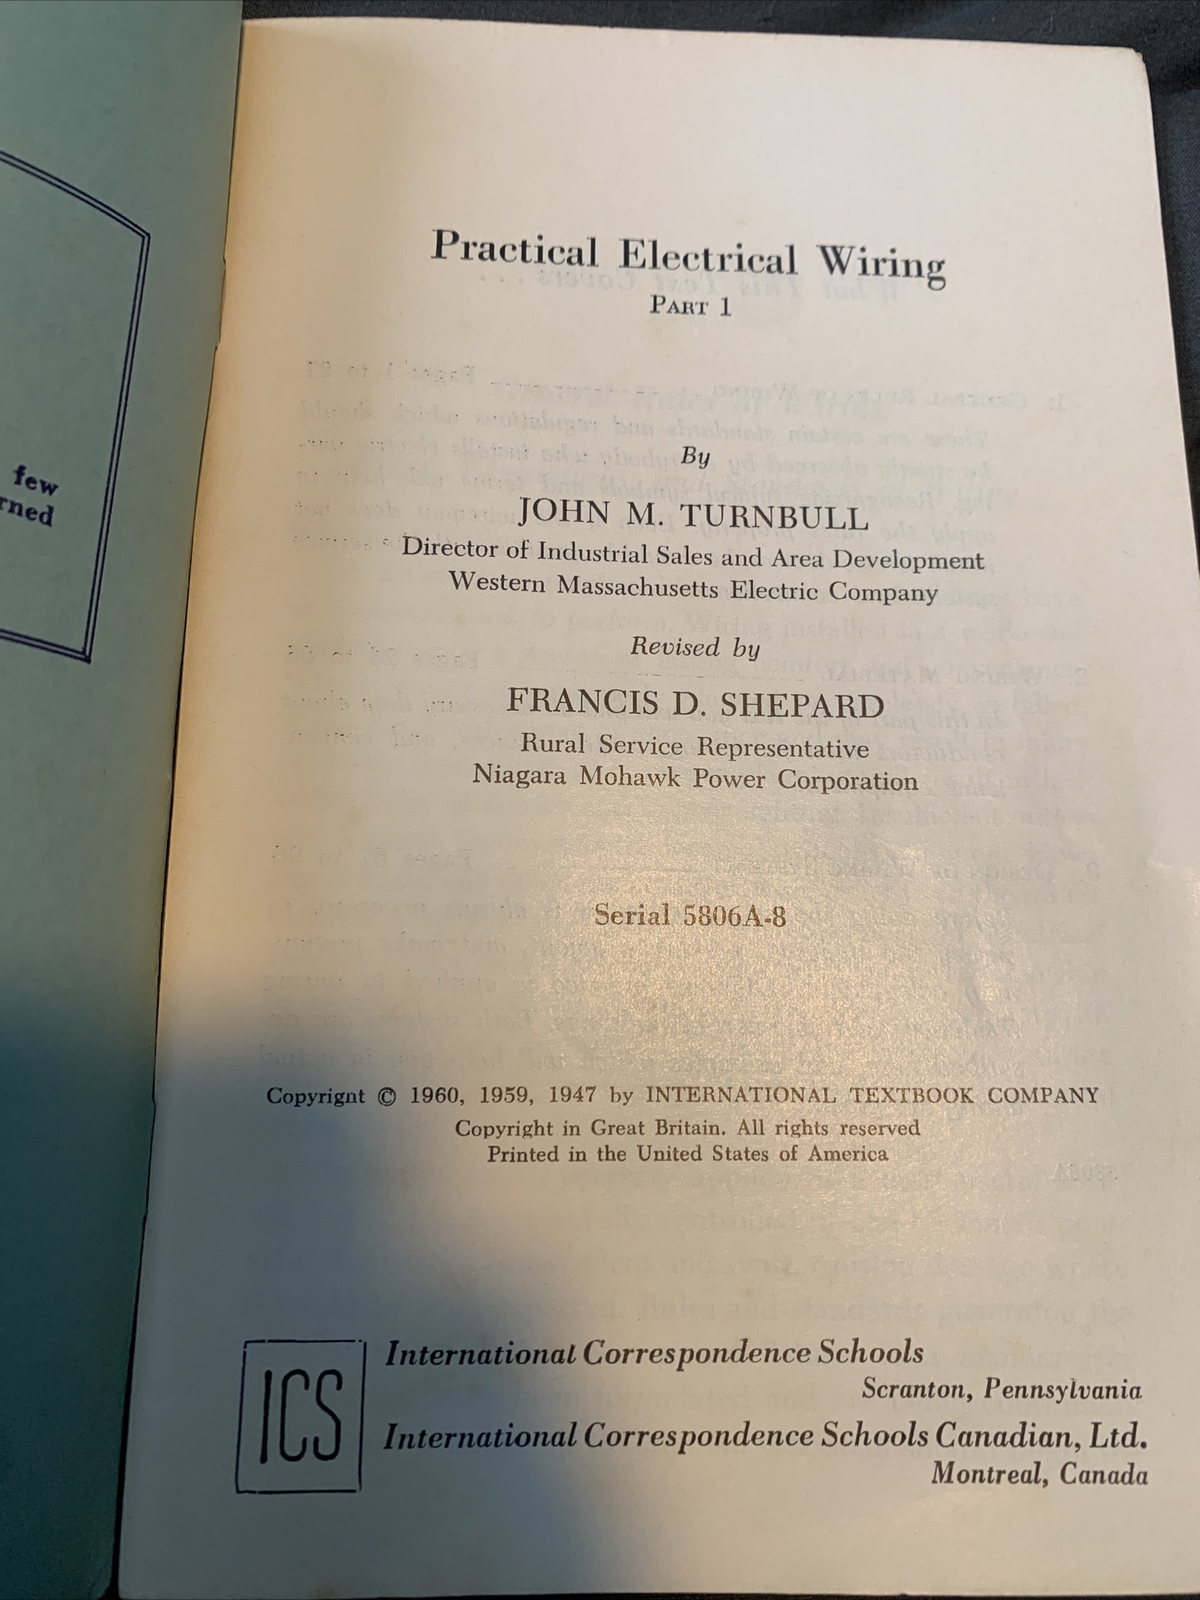 few
rned
Practical Electrical Wiring
PART 1
By
JOHN M. TURNBULL
Director of Industrial Sales and Area Development
Western Massachusetts Electric Company
Revised by
FRANCIS D. SHEPARD
Rural Service Representative
Niagara Mohawk Power Corporation
Serial 5806A-8
Copyright © 1960, 1959, 1947 by INTERNATIONAL TEXTBOOK COMPANY
Copyright in Great Britain. All rights reserved
Printed in the United States of America
ICS
International Correspondence Schools
Scranton, Pennsylvania
International Correspondence Schools Canadian, Ltd.
Montreal, Canada